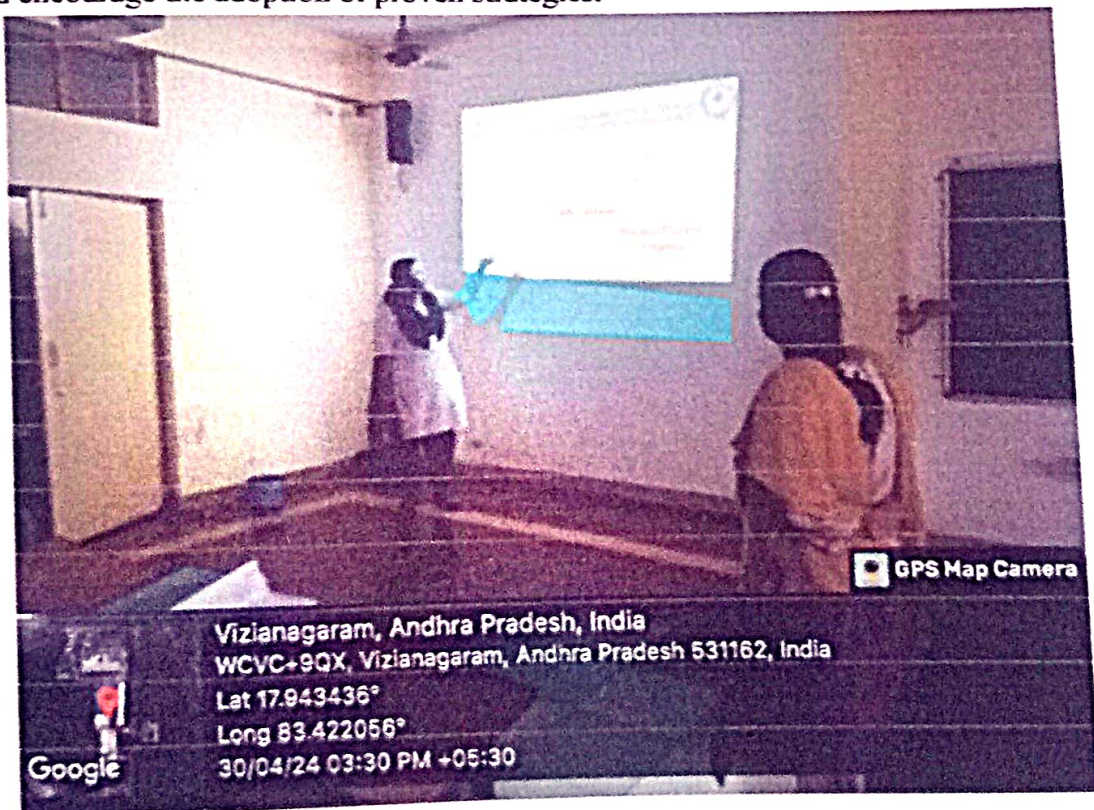 encourage the adoption of proven strategies.
GPS Map Camera
Vizianagaram, Andhra Pradesh, India
WCVC+9QX, Vizianagaram, Andhra Pradesh 531162, India
Lat 17.943436°
Long 83.422056°
30/04/24 03:30 PM +05:30
Google